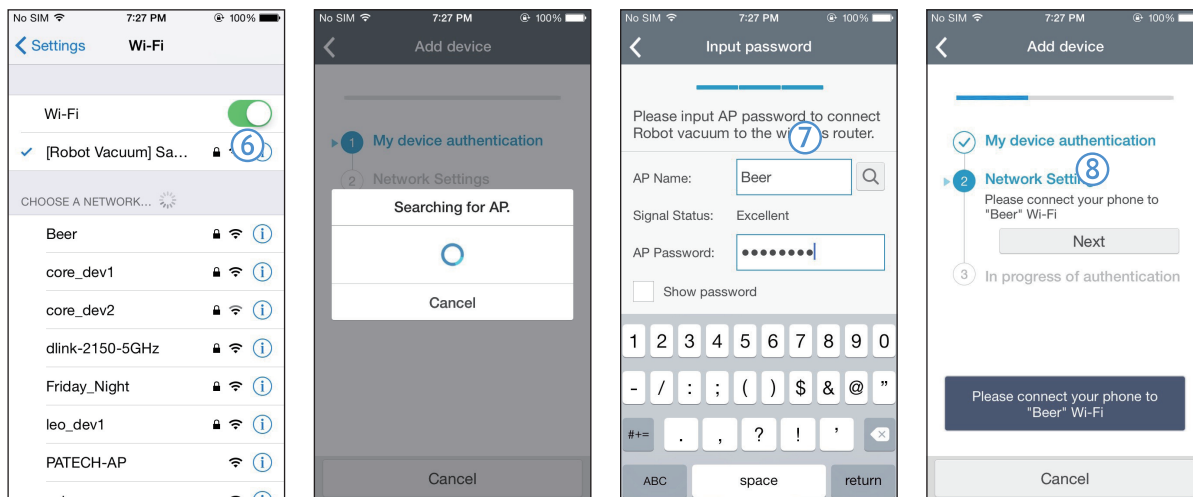 No SIM 7:27 PM 100%
Settings Wi-Fi
Wi-Fi
6
[Robot Vacuum] Sa...
CHOOSE A NETWORK...
Beer
core_dev1
core_dev2
dlink-2150-5GHz
Friday_Night
leo_dev1
PATECH-AP
No SIM 7:27 PM 100%
Add device
1 My device authentication
2 Network Settings
Searching for AP.
Cancel
Cancel
No SIM 7:27 PM 100%
Input password
Please input AP password to connect
Robot vacuum to the wireless router.
7
AP Name: Beer
Signal Status: Excellent
AP Password: ●●●●●●●●
Show password
1 2 3 4 5 6 7 8 9 0
- / : ; ( ) $ & @ ”
#+= . , ? ! ’
ABC space return
No SIM 7:27 PM 100%
Add device
My device authentication
8
2 Network Setting
Please connect your phone to
"Beer" Wi-Fi
Next
3 In progress of authentication
Please connect your phone to
"Beer" Wi-Fi
Cancel